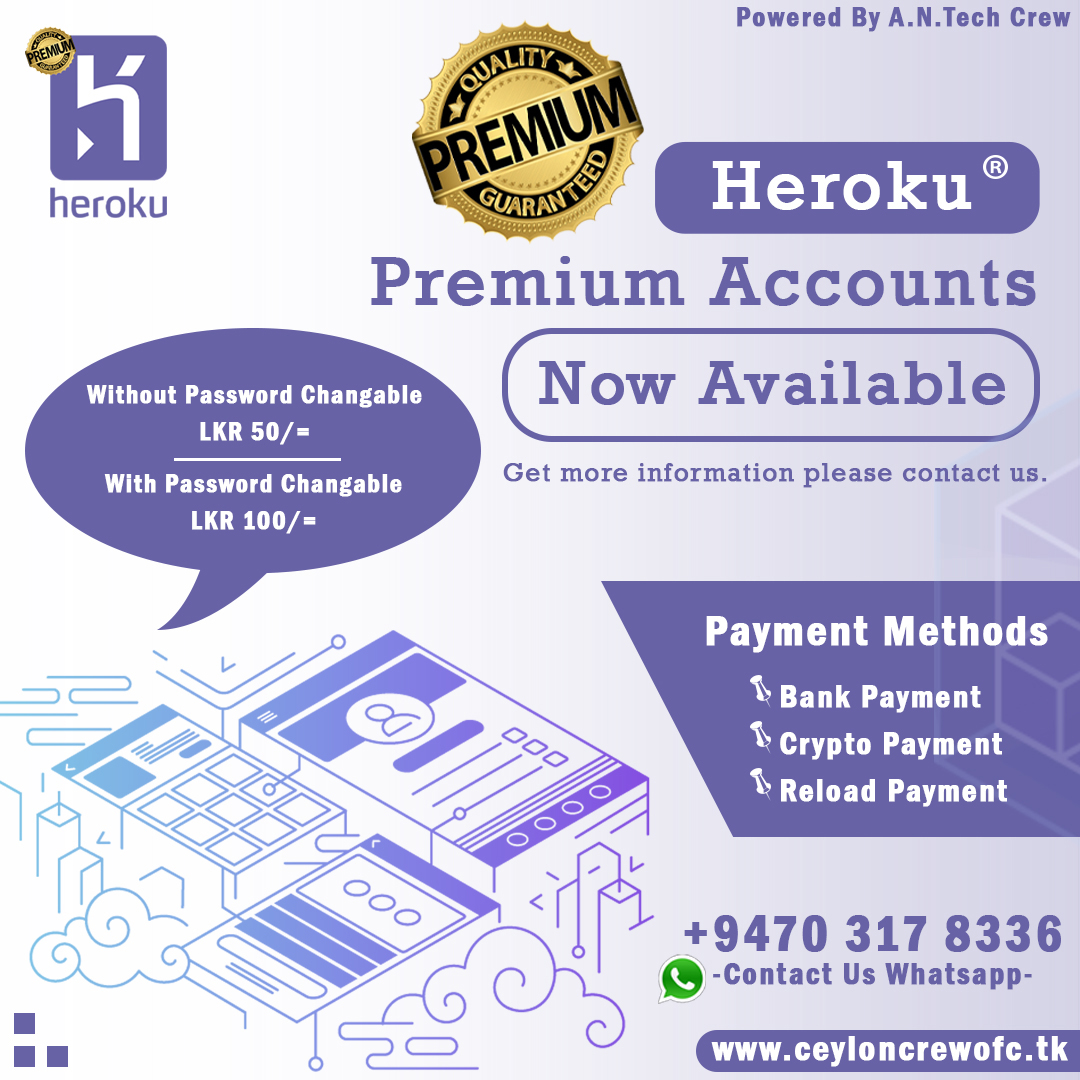 Powered By A.N.Tech Crew
PREMIUM
heroku
QUALITY
PREMIUM
GUARANTEED
Heroku®
Premium Accounts
Now Available
Get more information please contact us.
Without Password Changable
LKR 50/=
With Password Changable
LKR 100/=
Payment Methods
Bank Payment
Crypto Payment
Reload Payment
+9470 317 8336
-Contact Us Whatsapp-
www.ceyloncrewofc.tk